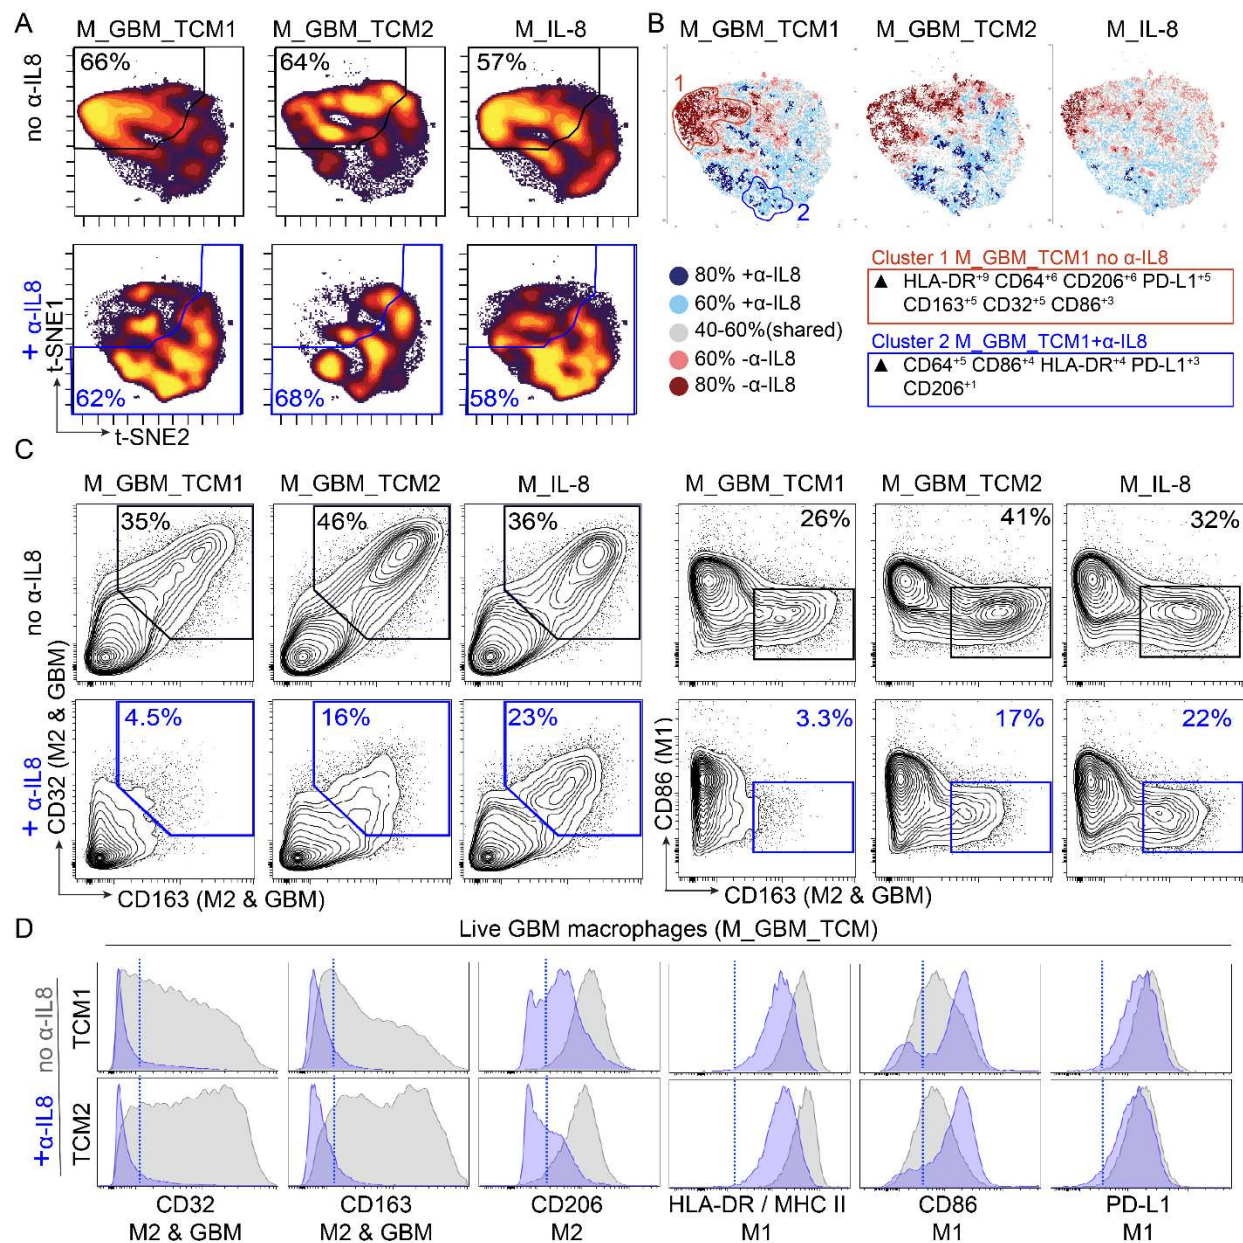 A
M_GBM_TCM1 M_GBM_TCM2 M_IL-8
no α-IL8
66% 64% 57%
+ α-IL8
t-SNE1
62% 68% 58%
t-SNE2
B
M_GBM_TCM1 M_GBM_TCM2 M_IL-8
1
2
80% +α-IL8
60% +α-IL8
40-60%(shared)
60% -α-IL8
80% -α-IL8
Cluster 1 M_GBM_TCM1 no α-IL8
▲ HLA-DR+9 CD64+6 CD206+6 PD-L1+5
CD163+5 CD32+5 CD86+3
Cluster 2 M_GBM_TCM1+α-IL8
▲ CD64+5 CD86+4 HLA-DR+4 PD-L1+3
CD206+1
C
M_GBM_TCM1 M_GBM_TCM2 M_IL-8
no α-IL8
35% 46% 36%
+ α-IL8
CD32 (M2 & GBM)
4.5% 16% 23%
CD163 (M2 & GBM)
M_GBM_TCM1 M_GBM_TCM2 M_IL-8
26% 41% 32%
CD86 (M1)
3.3% 17% 22%
CD163 (M2 & GBM)
D
Live GBM macrophages (M_GBM_TCM)
no α-IL8
+α-IL8
TCM1
TCM2
CD32 CD163 CD206 HLA-DR / MHC II CD86 PD-L1
M2 & GBM M2 & GBM M2 M1 M1 M1